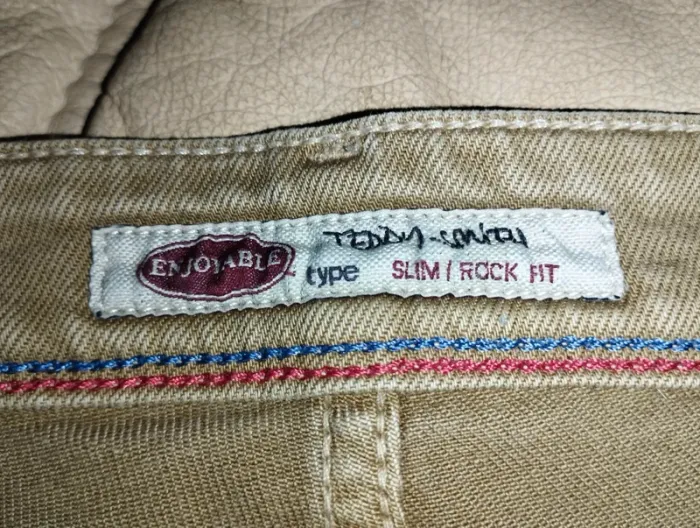 ENJOYABLE
TEDDY-SMITH
type SLIM / ROCK FIT